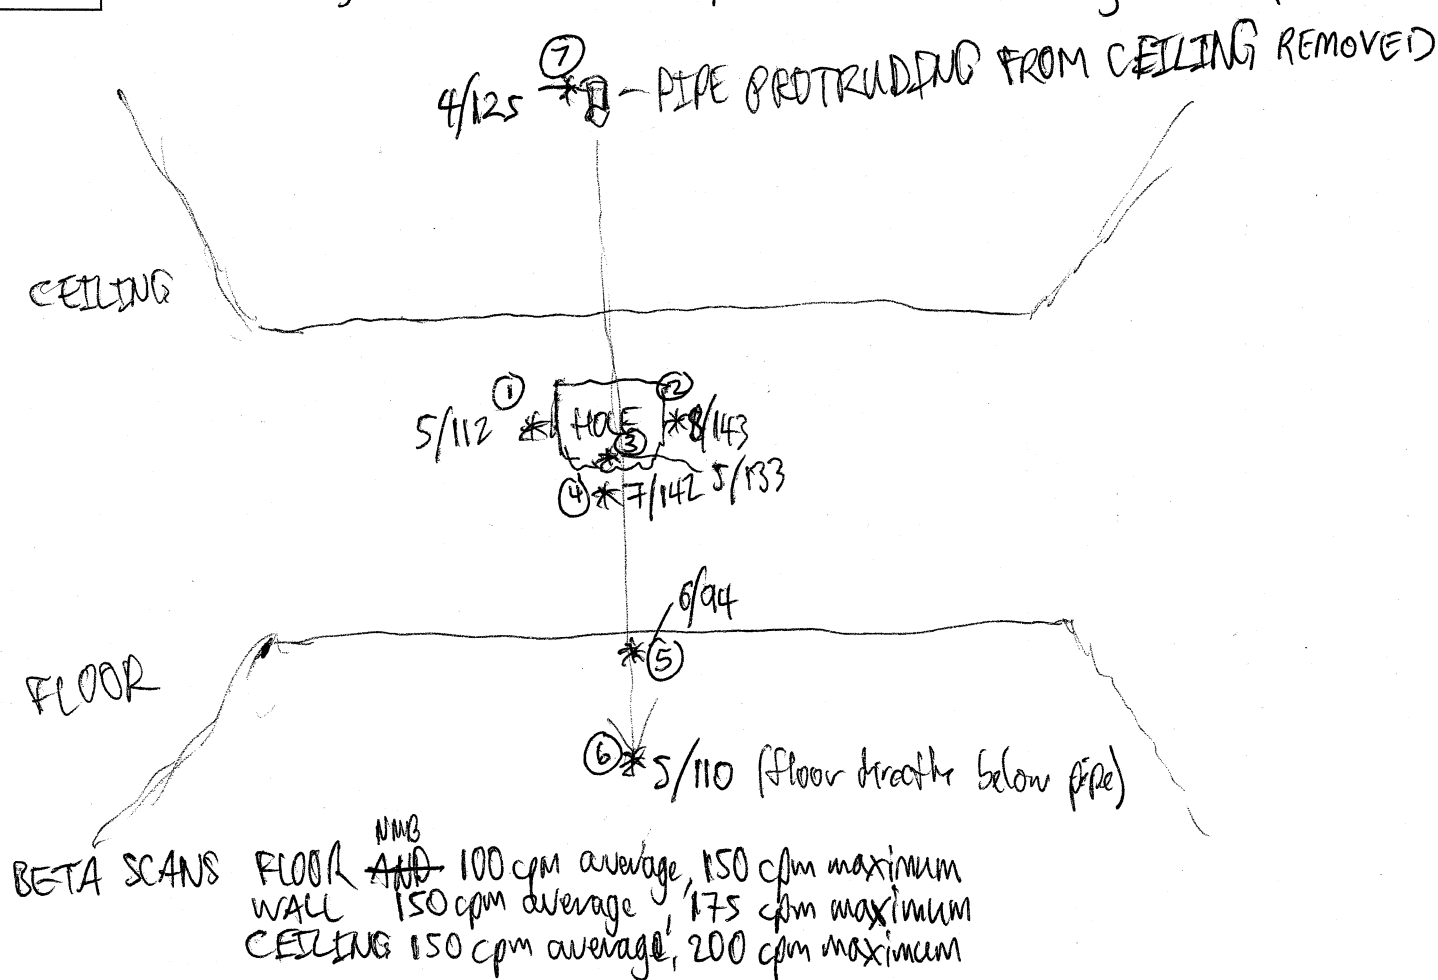 7
4/125
PIPE PROTRUDING FROM CEILING REMOVED
CEILING
1
2
5/112
HOLE
8/143
3
5/133
4
7/142
6/94
5
FLOOR
6
5/110 (floor directly below pipe)
NMB
BETA SCANS FLOOR AND 100 cpm average, 150 cpm maximum
WALL 150 cpm average, 175 cpm maximum
CEILING 150 cpm average, 200 cpm maximum